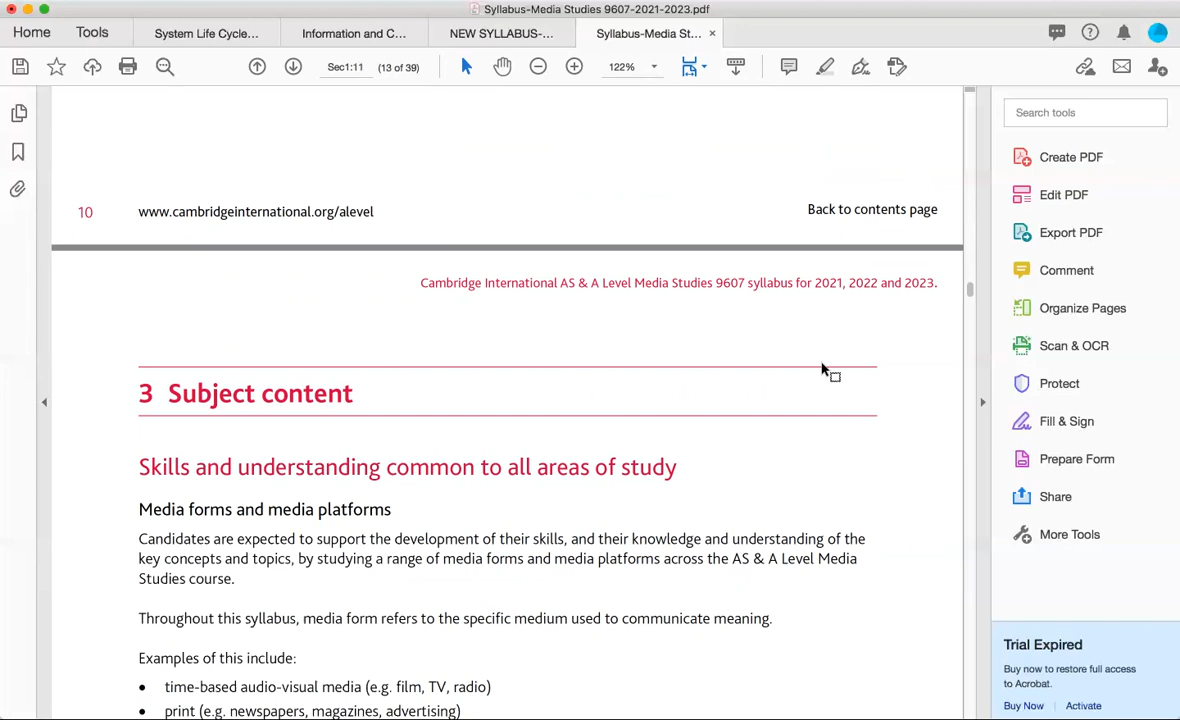 Syllabus-Media Studies 9607-2021-2023.pdf
Home Tools System Life Cycle... Information and C... NEW SYLLABUS-... Syllabus-Media St... ×
Sec1:11 (13 of 39) 122%
Search tools
Create PDF
Edit PDF
Export PDF
Comment
Organize Pages
Scan & OCR
Protect
Fill & Sign
Prepare Form
Share
More Tools
Trial Expired
Buy now to restore full access
to Acrobat.
Buy Now Activate
10 www.cambridgeinternational.org/alevel Back to contents page
Cambridge International AS & A Level Media Studies 9607 syllabus for 2021, 2022 and 2023.
3 Subject content
Skills and understanding common to all areas of study
Media forms and media platforms
Candidates are expected to support the development of their skills, and their knowledge and understanding of the
key concepts and topics, by studying a range of media forms and media platforms across the AS & A Level Media
Studies course.
Throughout this syllabus, media form refers to the specific medium used to communicate meaning.
Examples of this include:
• time-based audio-visual media (e.g. film, TV, radio)
• print (e.g. newspapers, magazines, advertising)